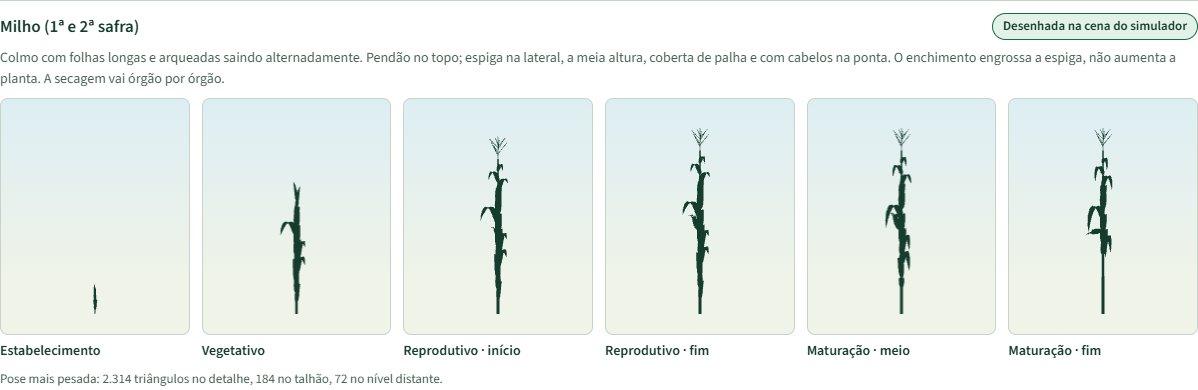 Milho (1ª e 2ª safra)
Desenhada na cena do simulador
Colmo com folhas longas e arqueadas saindo alternadamente. Pendão no topo; espiga na lateral, a meia altura, coberta de palha e com cabelos na ponta. O enchimento engrossa a espiga, não aumenta a
planta. A secagem vai órgão por órgão.
Estabelecimento
Vegetativo
Reprodutivo · início
Reprodutivo · fim
Maturação · meio
Maturação · fim
Pose mais pesada: 2.314 triângulos no detalhe, 184 no talhão, 72 no nível distante.